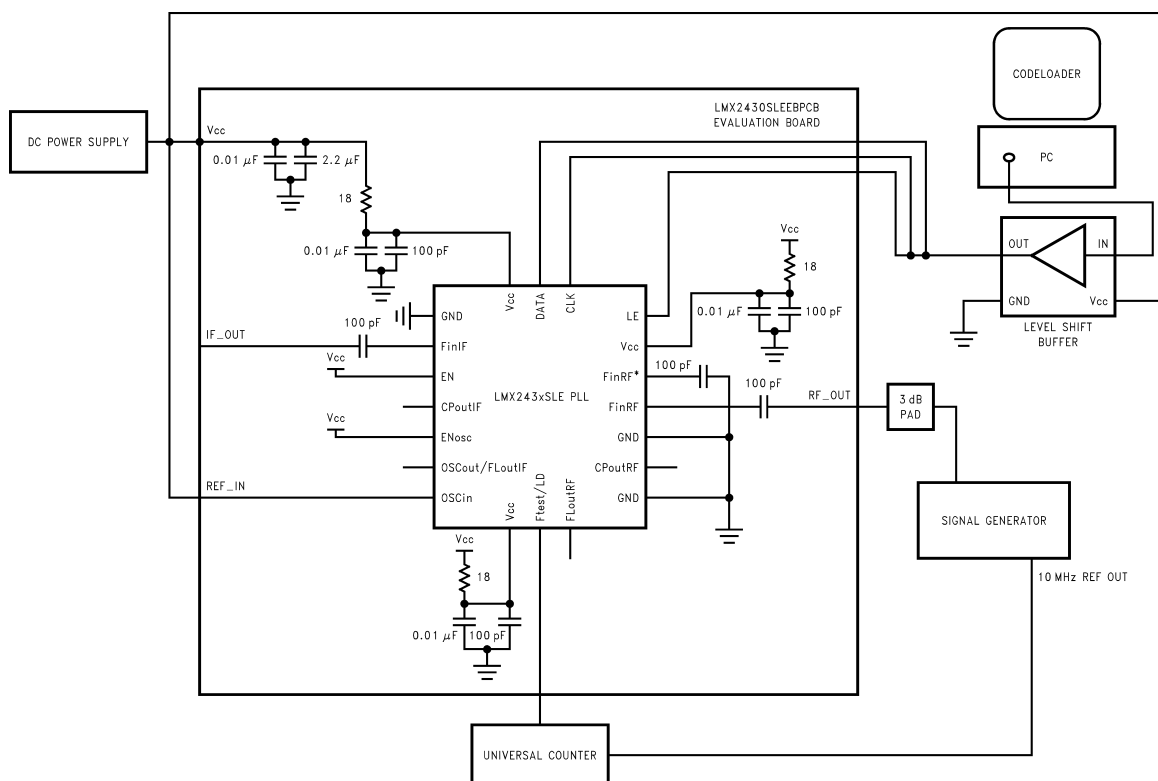 CODELOADER
LMX2430SLEEBPCB
EVALUATION BOARD
DC POWER SUPPLY
Vcc
0.01 µF
2.2 µF
PC
18
0.01 µF
100 pF
Vcc
18
OUT
IN
GND
Vcc
LEVEL SHIFT
BUFFER
Vcc
DATA
CLK
0.01 µF
100 pF
GND
LE
100 pF
IF_OUT
FinIF
Vcc
Vcc
EN
FinRF*
100 pF
LMX243xSLE PLL
CPoutIF
FinRF
100 pF
RF_OUT
3 dB
PAD
Vcc
ENosc
GND
OSCout/FLoutIF
CPoutRF
REF_IN
OSCin
GND
Vcc
Ftest/LD
FLoutRF
SIGNAL GENERATOR
Vcc
18
10 MHz REF OUT
0.01 µF
100 pF
UNIVERSAL COUNTER